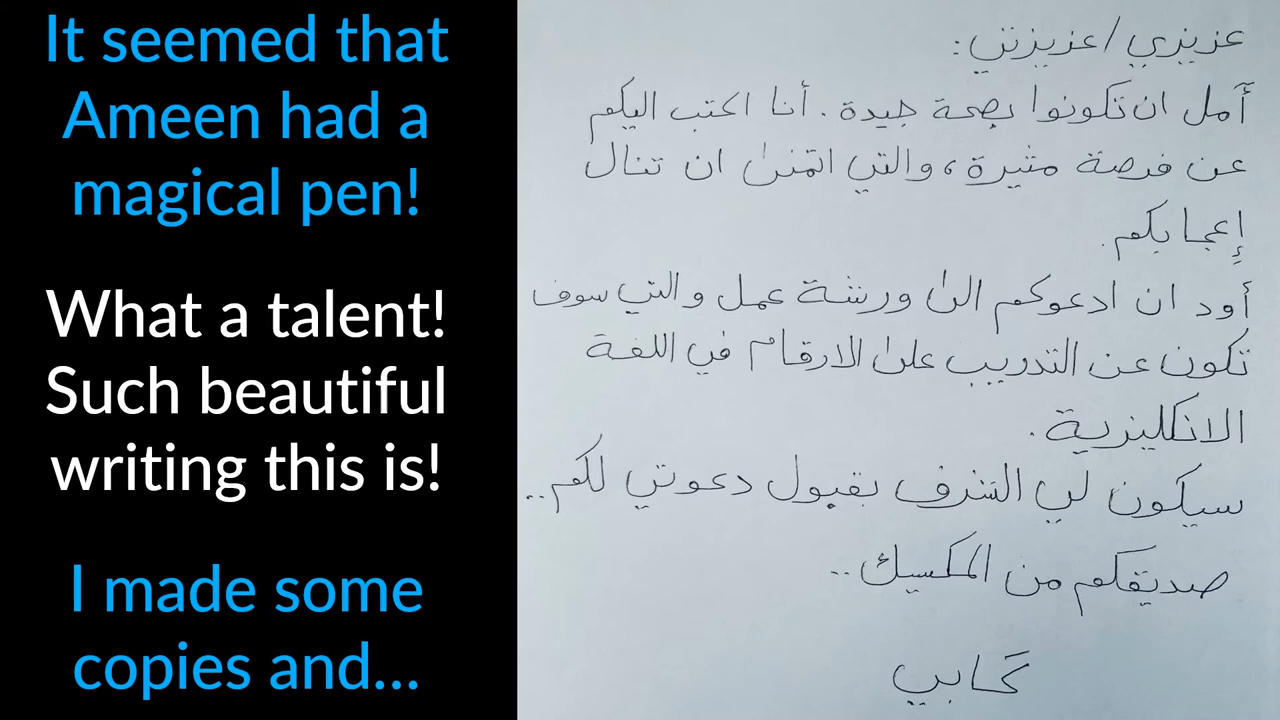 It seemed that
Ameen had a
magical pen!
What a talent!
Such beautiful
writing this is!
I made some
copies and...
عزيزي/عزيزتي:
آمل ان تكونوا بصحة جيدة. أنا اكتب اليكم
عن فرصة مثيرة، والتي اتمنى ان تنال
إعجابكم.
أود ان ادعوكم الى ورشة عمل والتي سوف
تكون عن التدريب على الارقام في اللغة
الانكليزية.
سيكون لي الشرف بقبول دعوتي لكم..
صديقكم من المكسيك..